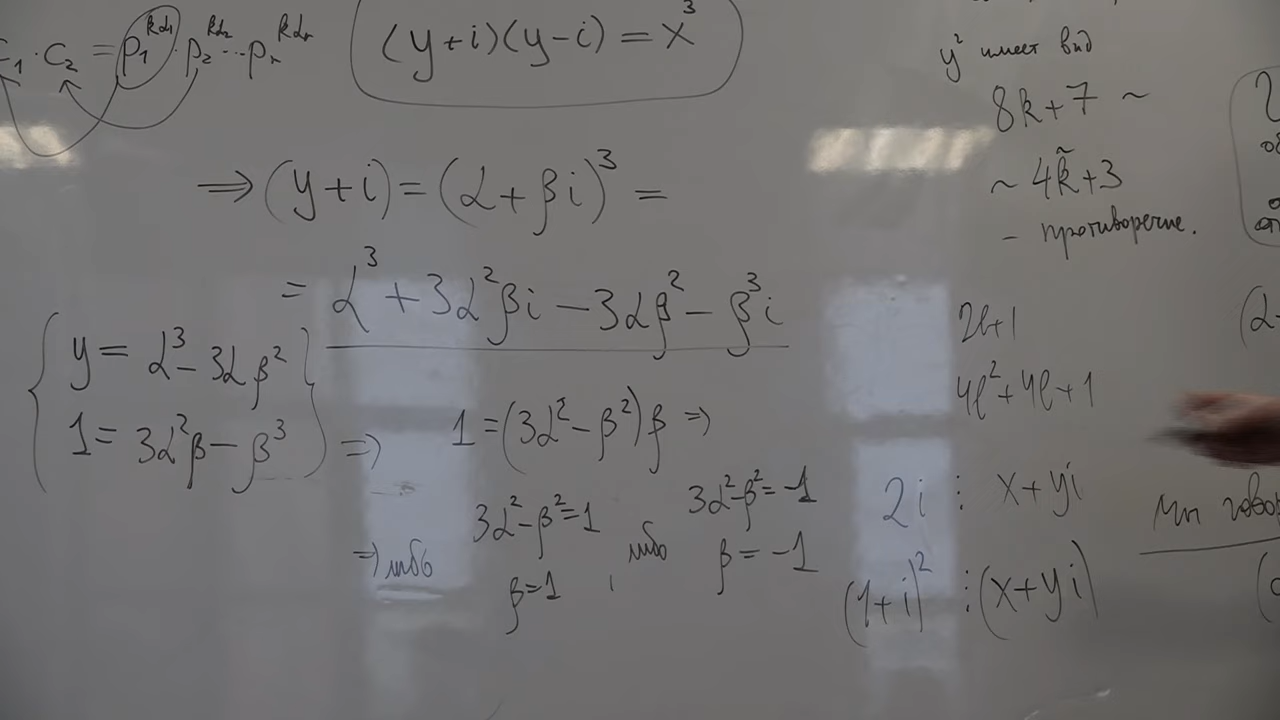 · C₂ = p₁^{kα₁} · p₂^{kα₂} ... pᵣ^{kαᵣ}
(y+i)(y−i) = x³
⇒ (y+i) = (α+βi)³ =
= α³ + 3α²βi − 3αβ² − β³i
{ y = α³ − 3αβ²
1 = 3α²β − β³ } ⇒ 1 = (3α² − β²)β ⇒
⇒ либо 3α² − β² = 1
β = 1 , либо 3α² − β² = −1
β = −1
y² имеет вид
8k + 7 ~
~ 4k̃ + 3
– противоречие.
2l+1
4l² + 4l + 1
2i ⋮ x + yi
(1+i)² ⋮ (x + yi)
мы